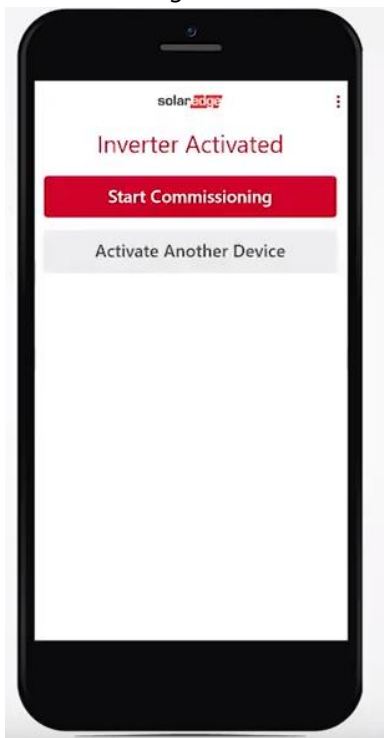 solaredge
Inverter Activated
Start Commissioning
Activate Another Device